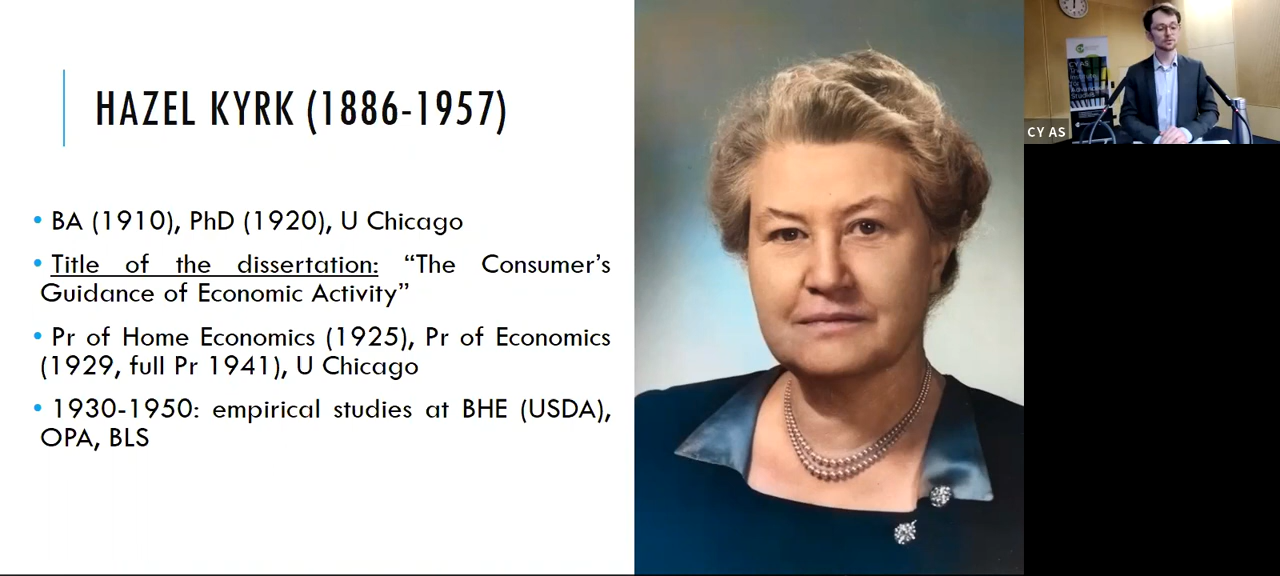 HAZEL KYRK (1886-1957)
• BA (1910), PhD (1920), U Chicago
• Title of the dissertation: “The Consumer’s
Guidance of Economic Activity”
• Pr of Home Economics (1925), Pr of Economics
(1929, full Pr 1941), U Chicago
• 1930-1950: empirical studies at BHE (USDA),
OPA, BLS
CY AS
CY AS